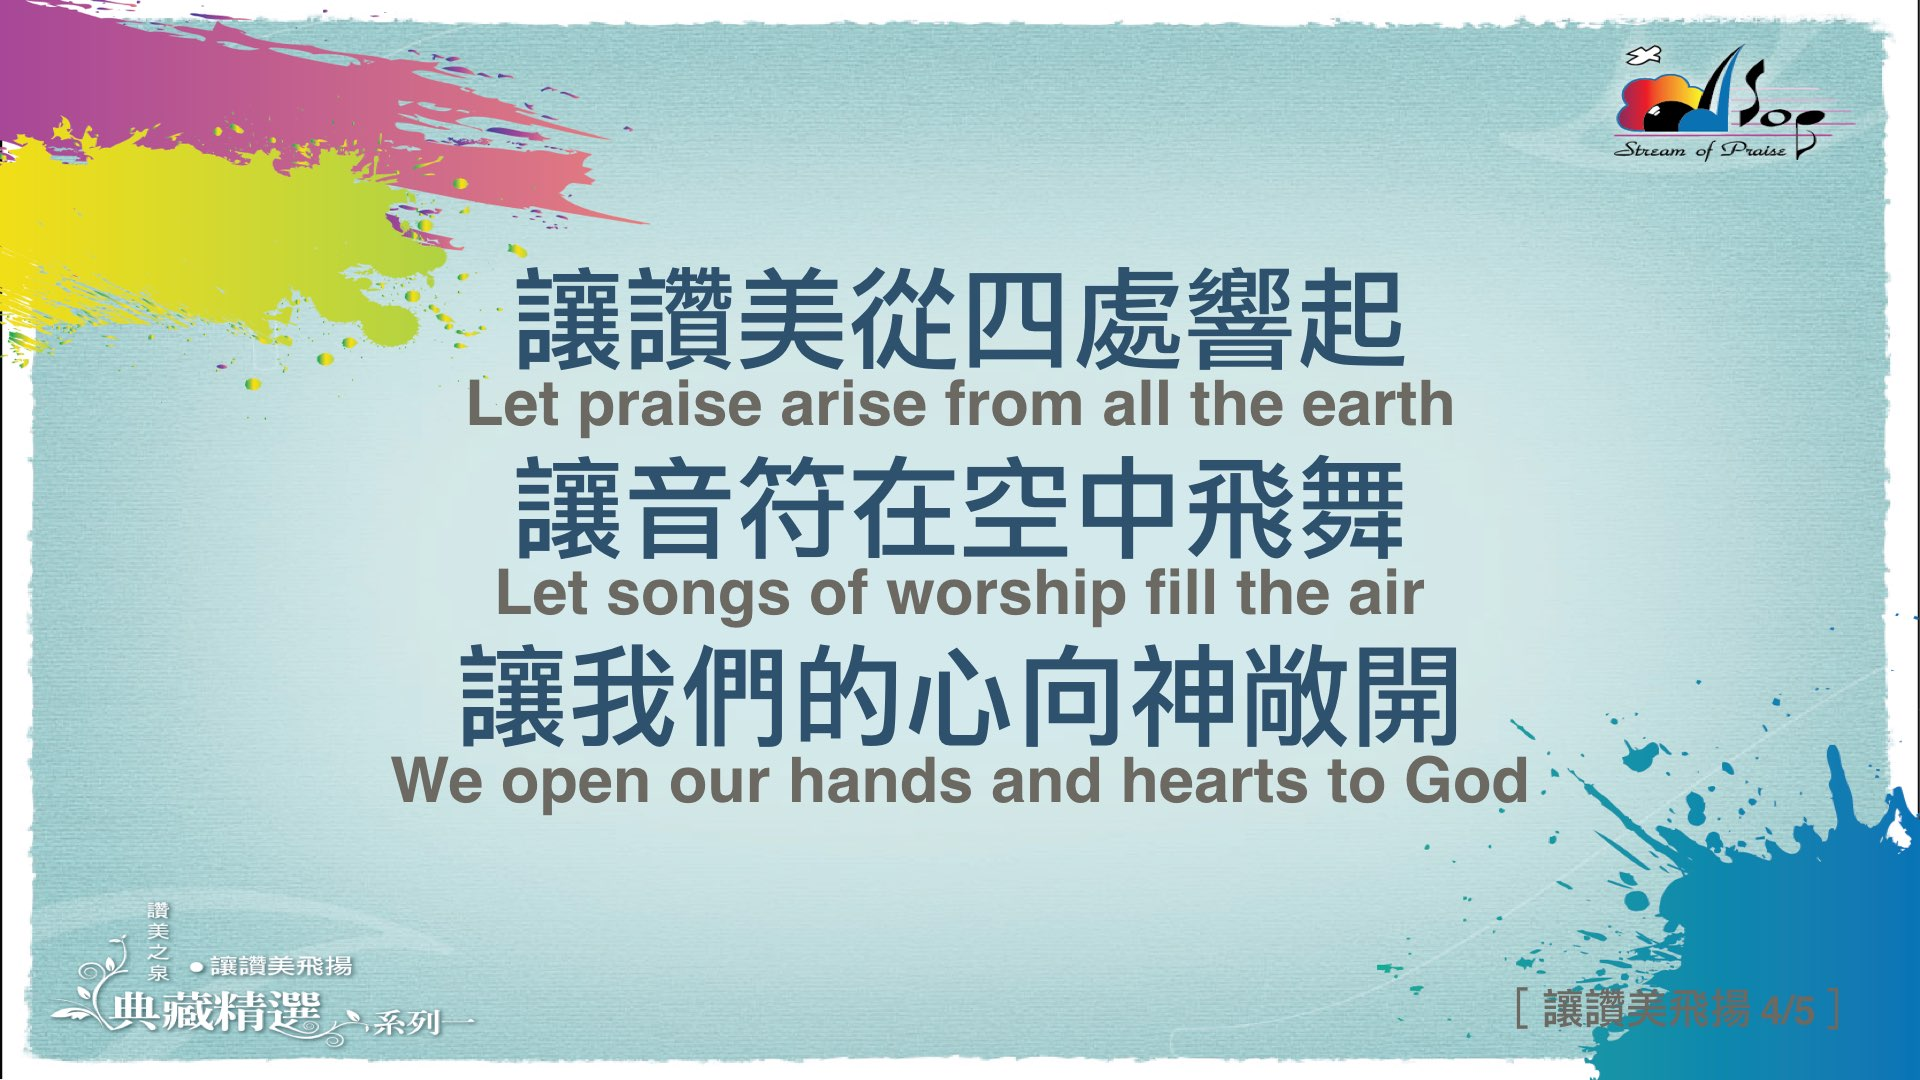 Sop
Stream of Praise
讓讚美從四處響起
Let praise arise from all the earth
讓音符在空中飛舞
Let songs of worship fill the air
讓我們的心向神敞開
We open our hands and hearts to God
讚美之泉
•讓讚美飛揚
典藏精選
系列一
[ 讓讚美飛揚 4/5 ]